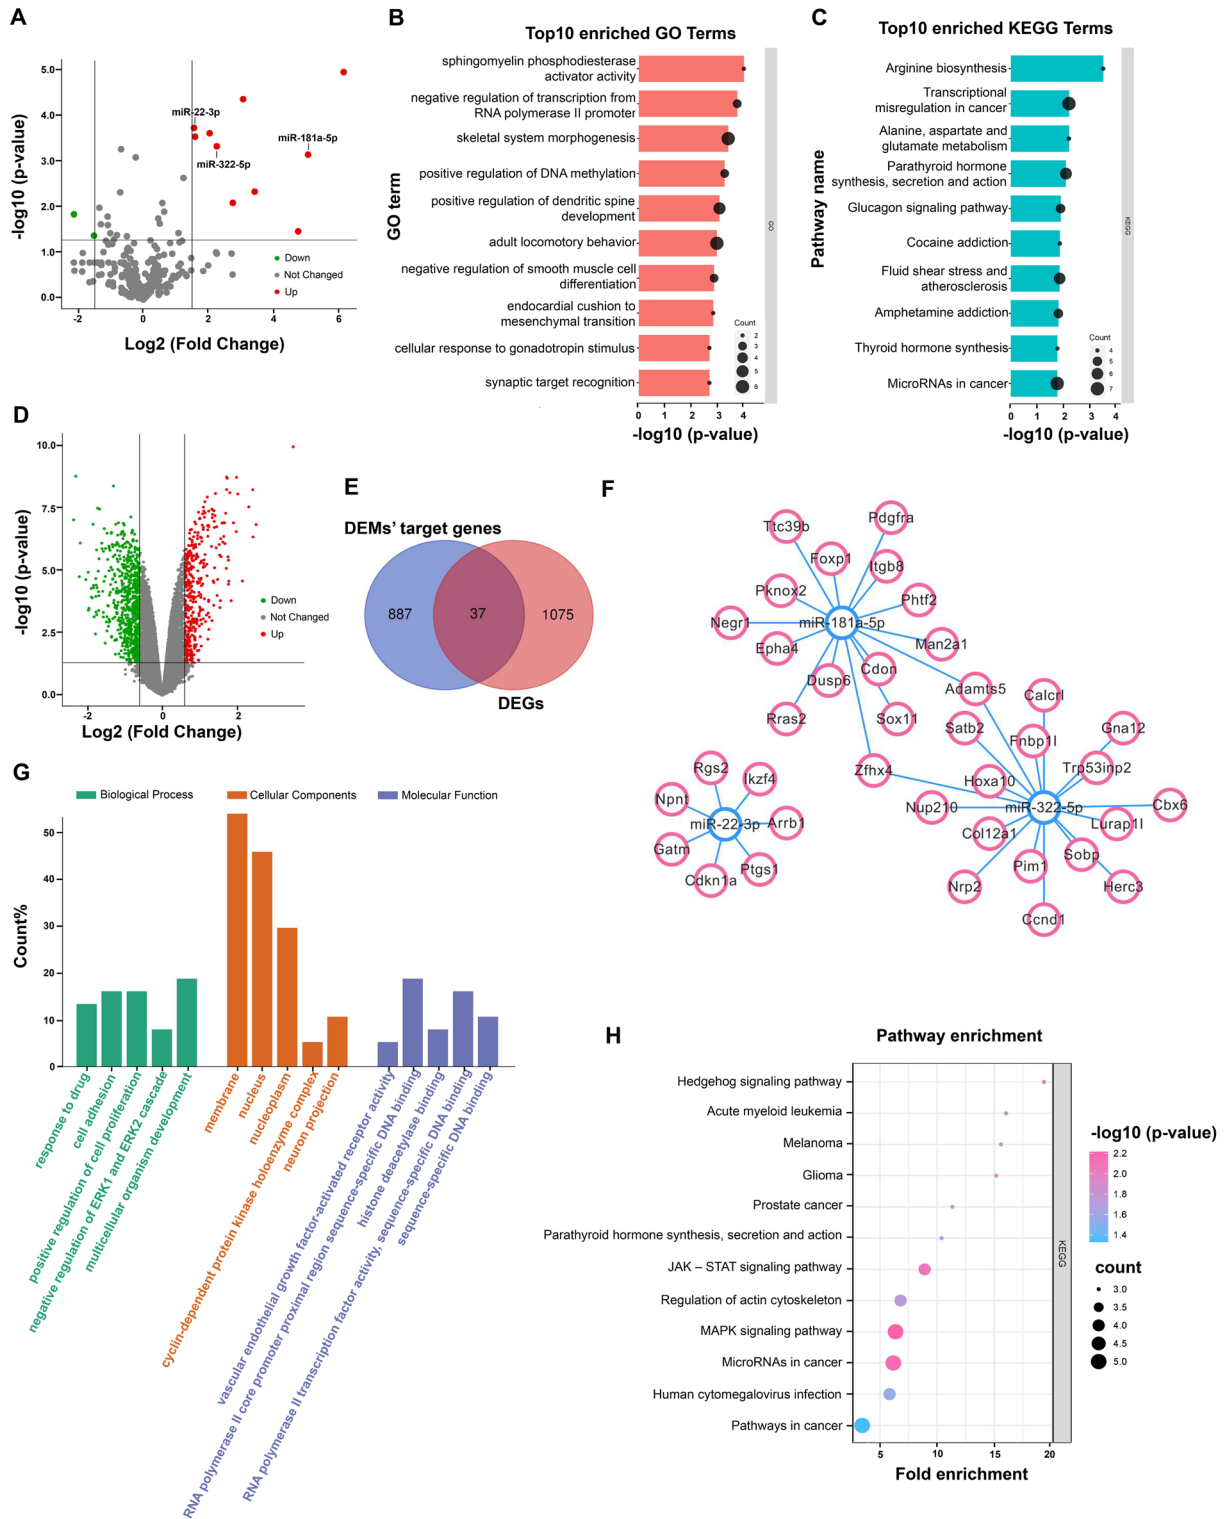 A
-log10 (p-value)
5.0
4.0
3.0
2.0
1.0
0.0
miR-22-3p
miR-181a-5p
miR-322-5p
Down
Not Changed
Up
-2
0
2
4
6
Log2 (Fold Change)
B
Top10 enriched GO Terms
GO term
sphingomyelin phosphodiesterase
activator activity
negative regulation of transcription from
RNA polymerase II promoter
skeletal system morphogenesis
positive regulation of DNA methylation
positive regulation of dendritic spine
development
adult locomotory behavior
negative regulation of smooth muscle cell
differentiation
endocardial cushion to
mesenchymal transition
cellular response to gonadotropin stimulus
synaptic target recognition
Count
2
3
4
5
6
GO
0
1
2
3
4
-log10 (p-value)
C
Top10 enriched KEGG Terms
Pathway name
Arginine biosynthesis
Transcriptional
misregulation in cancer
Alanine, aspartate and
glutamate metabolism
Parathyroid hormone
synthesis, secretion and action
Glucagon signaling pathway
Cocaine addiction
Fluid shear stress and
atherosclerosis
Amphetamine addiction
Thyroid hormone synthesis
MicroRNAs in cancer
Count
4
5
6
7
KEGG
0
1
2
3
4
-log10 (p-value)
D
-log10 (p-value)
10.0
7.5
5.0
2.5
0.0
Down
Not Changed
Up
-2
0
2
Log2 (Fold Change)
E
DEMs' target genes
887
37
1075
DEGs
F
Ttc39b
Pdgfra
Foxp1
Itgb8
Pknox2
Phtf2
Negr1
miR-181a-5p
Man2a1
Epha4
Cdon
Dusp6
Adamts5
Calcrl
Rras2
Sox11
Satb2
Fnbp1l
Gna12
Zfhx4
Trp53inp2
Hoxa10
Rgs2
Ikzf4
Npnt
miR-22-3p
Arrb1
Nup210
miR-322-5p
Cbx6
Lurap1l
Col12a1
Gatm
Ptgs1
Cdkn1a
Sobp
Pim1
Nrp2
Herc3
Ccnd1
G
Biological Process
Cellular Components
Molecular Function
Count%
50
40
30
20
10
0
response to drug
cell adhesion
positive regulation of cell proliferation
negative regulation of ERK1 and ERK2 cascade
multicellular organism development
membrane
nucleus
nucleoplasm
cyclin-dependent protein kinase holoenzyme complex
neuron projection
vascular endothelial growth factor-activated receptor activity
RNA polymerase II core promoter proximal region sequence-specific DNA binding
histone deacetylase binding
RNA polymerase II transcription factor activity, sequence-specific DNA binding
sequence-specific DNA binding
H
Pathway enrichment
Hedgehog signaling pathway
Acute myeloid leukemia
Melanoma
Glioma
Prostate cancer
Parathyroid hormone synthesis, secretion and action
JAK – STAT signaling pathway
Regulation of actin cytoskeleton
MAPK signaling pathway
MicroRNAs in cancer
Human cytomegalovirus infection
Pathways in cancer
5
10
15
20
Fold enrichment
KEGG
-log10 (p-value)
2.2
2.0
1.8
1.6
1.4
count
3.0
3.5
4.0
4.5
5.0